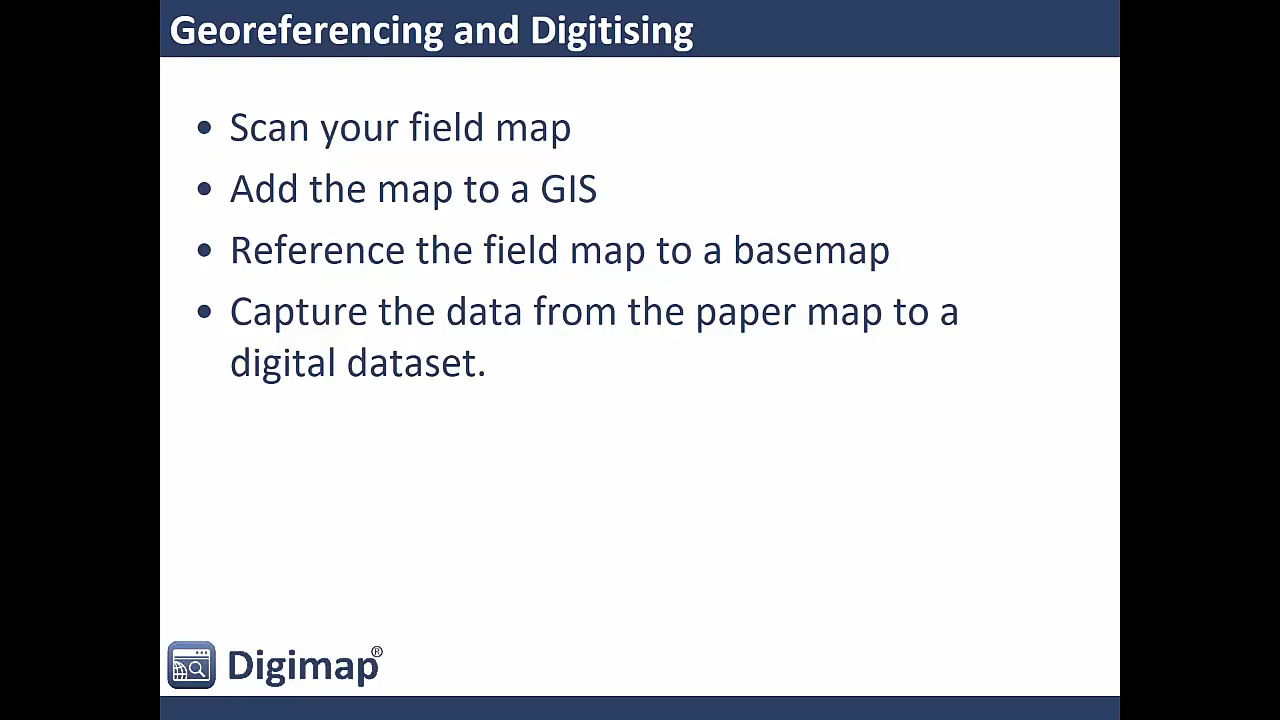 Georeferencing and Digitising
• Scan your field map
• Add the map to a GIS
• Reference the field map to a basemap
• Capture the data from the paper map to a
digital dataset.
Digimap®